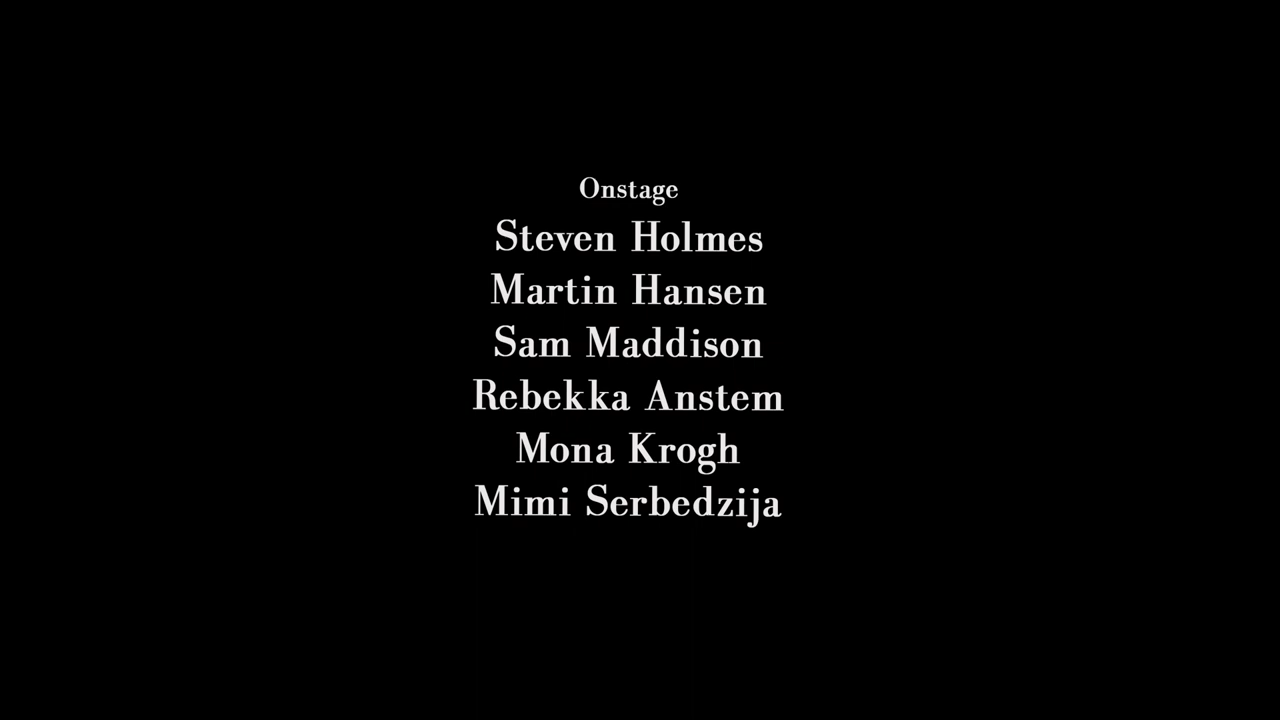 Onstage
Steven Holmes
Martin Hansen
Sam Maddison
Rebekka Anstem
Mona Krogh
Mimi Serbedzija